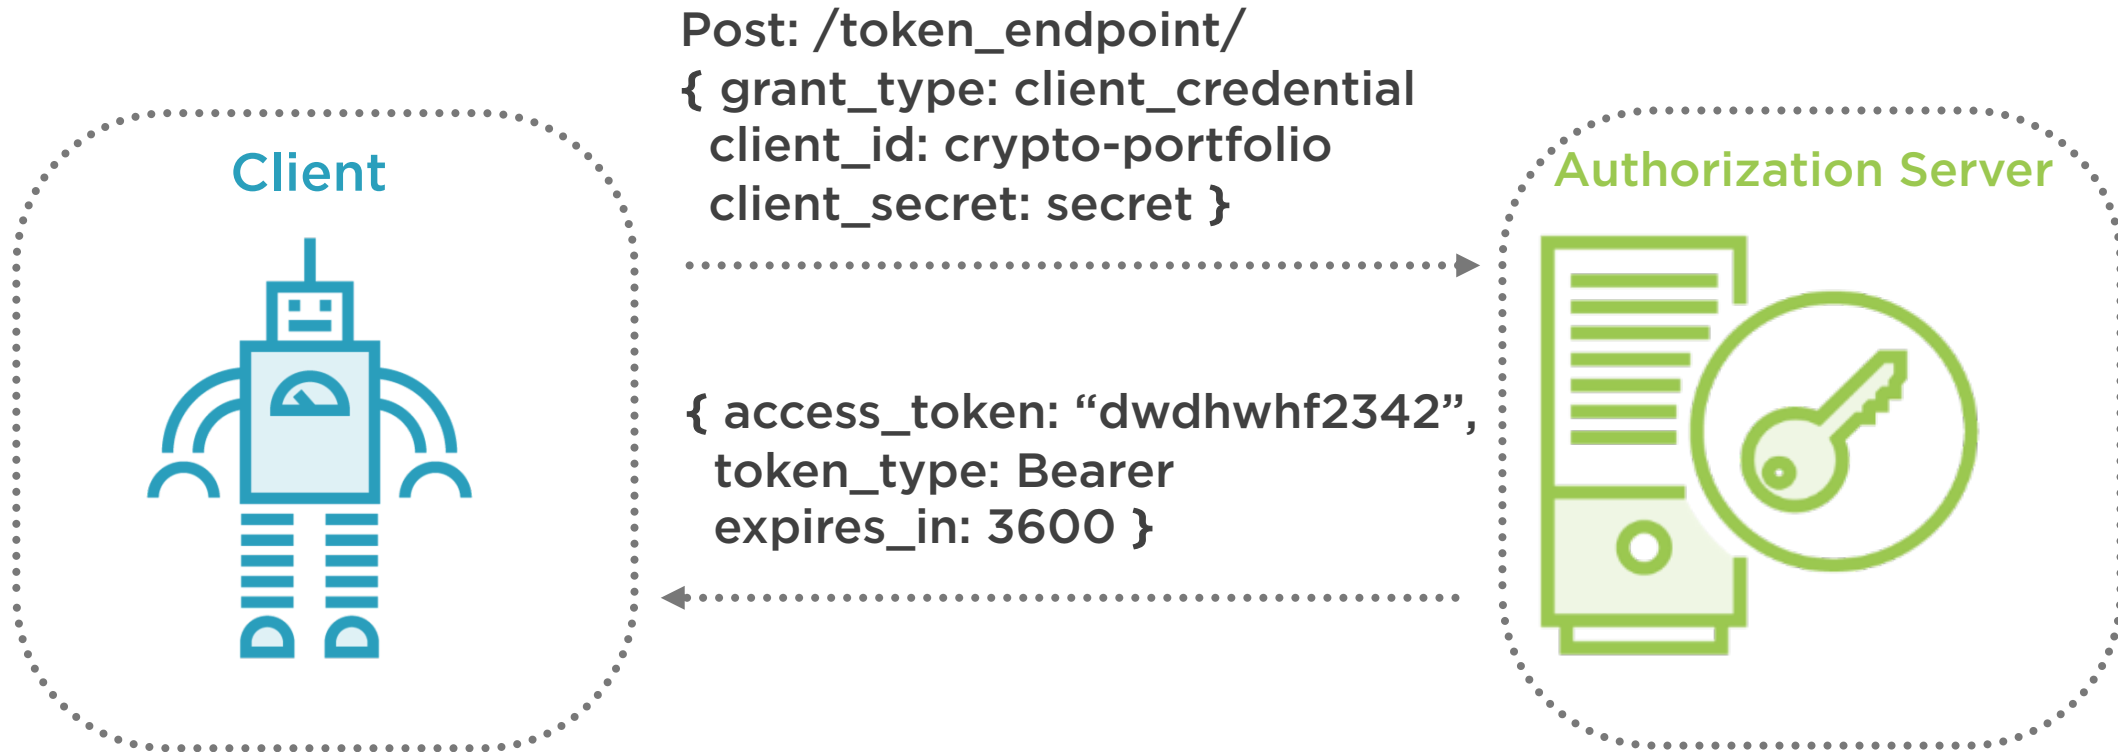 Post: /token_endpoint/
{ grant_type: client_credential
client_id: crypto-portfolio
client_secret: secret }
Client
Authorization Server
{ access_token: “dwdhwhf2342”,
token_type: Bearer
expires_in: 3600 }